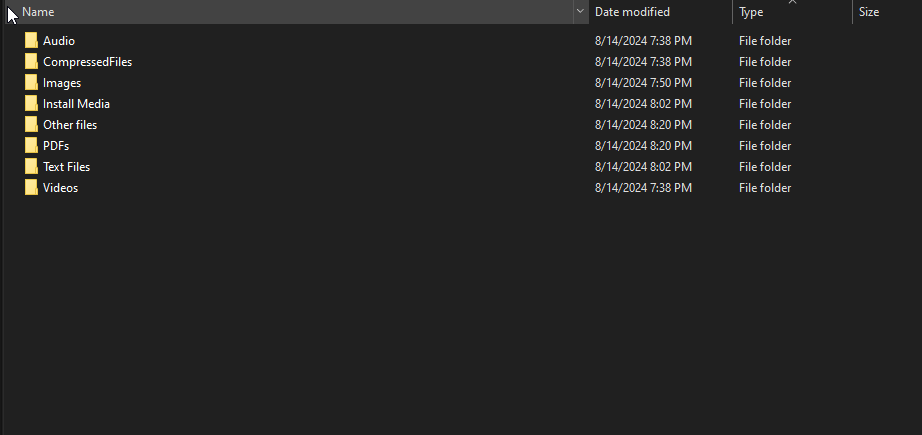 Name Date modified Type Size
Audio 8/14/2024 7:38 PM File folder
CompressedFiles 8/14/2024 7:38 PM File folder
Images 8/14/2024 7:50 PM File folder
Install Media 8/14/2024 8:02 PM File folder
Other files 8/14/2024 8:20 PM File folder
PDFs 8/14/2024 8:20 PM File folder
Text Files 8/14/2024 8:02 PM File folder
Videos 8/14/2024 7:38 PM File folder